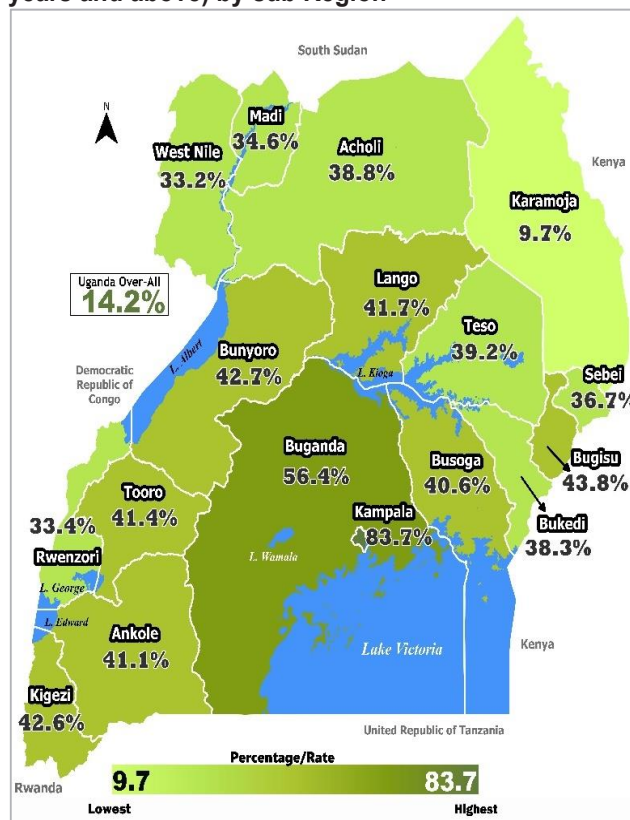 years and above) by Sub Region
South Sudan
N
Madi
34.6%
West Nile
33.2%
Acholi
38.8%
Kenya
Karamoja
9.7%
Uganda Over-All
14.2%
Lango
41.7%
Teso
39.2%
L. Albert
Bunyoro
42.7%
L. Kioga
Democratic
Republic of
Congo
Sebei
36.7%
Buganda
56.4%
Busoga
40.6%
Bugisu
43.8%
Tooro
41.4%
Kampala
83.7%
Bukedi
38.3%
33.4%
Rwenzori
L. Wamala
L. George
L. Edward
Ankole
41.1%
Lake Victoria
Kenya
Kigezi
42.6%
United Republic of Tanzania
Rwanda
Percentage/Rate
9.7
83.7
Lowest
Highest